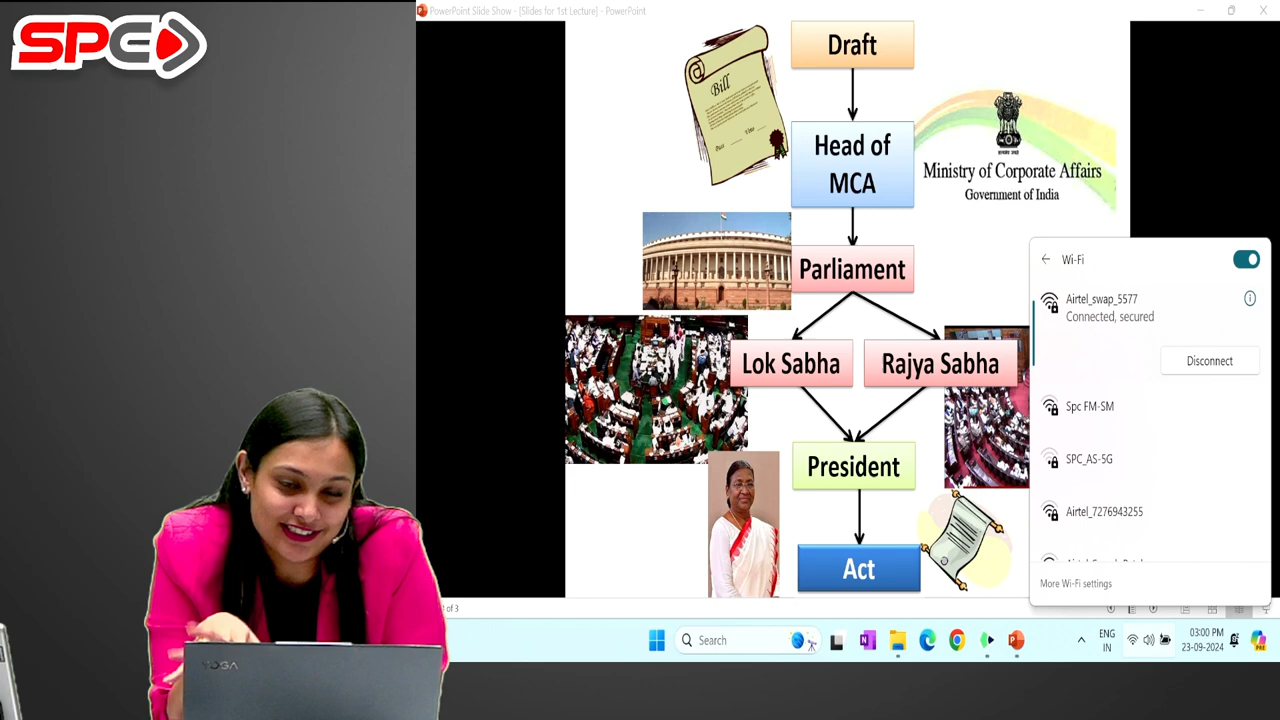 SPC
PowerPoint Slide Show - [Slides for 1st Lecture] - PowerPoint
Draft
Bill
Head of
MCA
Ministry of Corporate Affairs
Government of India
Parliament
Lok Sabha
Rajya Sabha
President
Act
Wi-Fi
Airtel_swap_5577
Connected, secured
Disconnect
Spc FM-SM
SPC_AS-5G
Airtel_7276943255
More Wi-Fi settings
of 3
Search
ENG
IN
03:00 PM
23-09-2024
PRE
YOGA